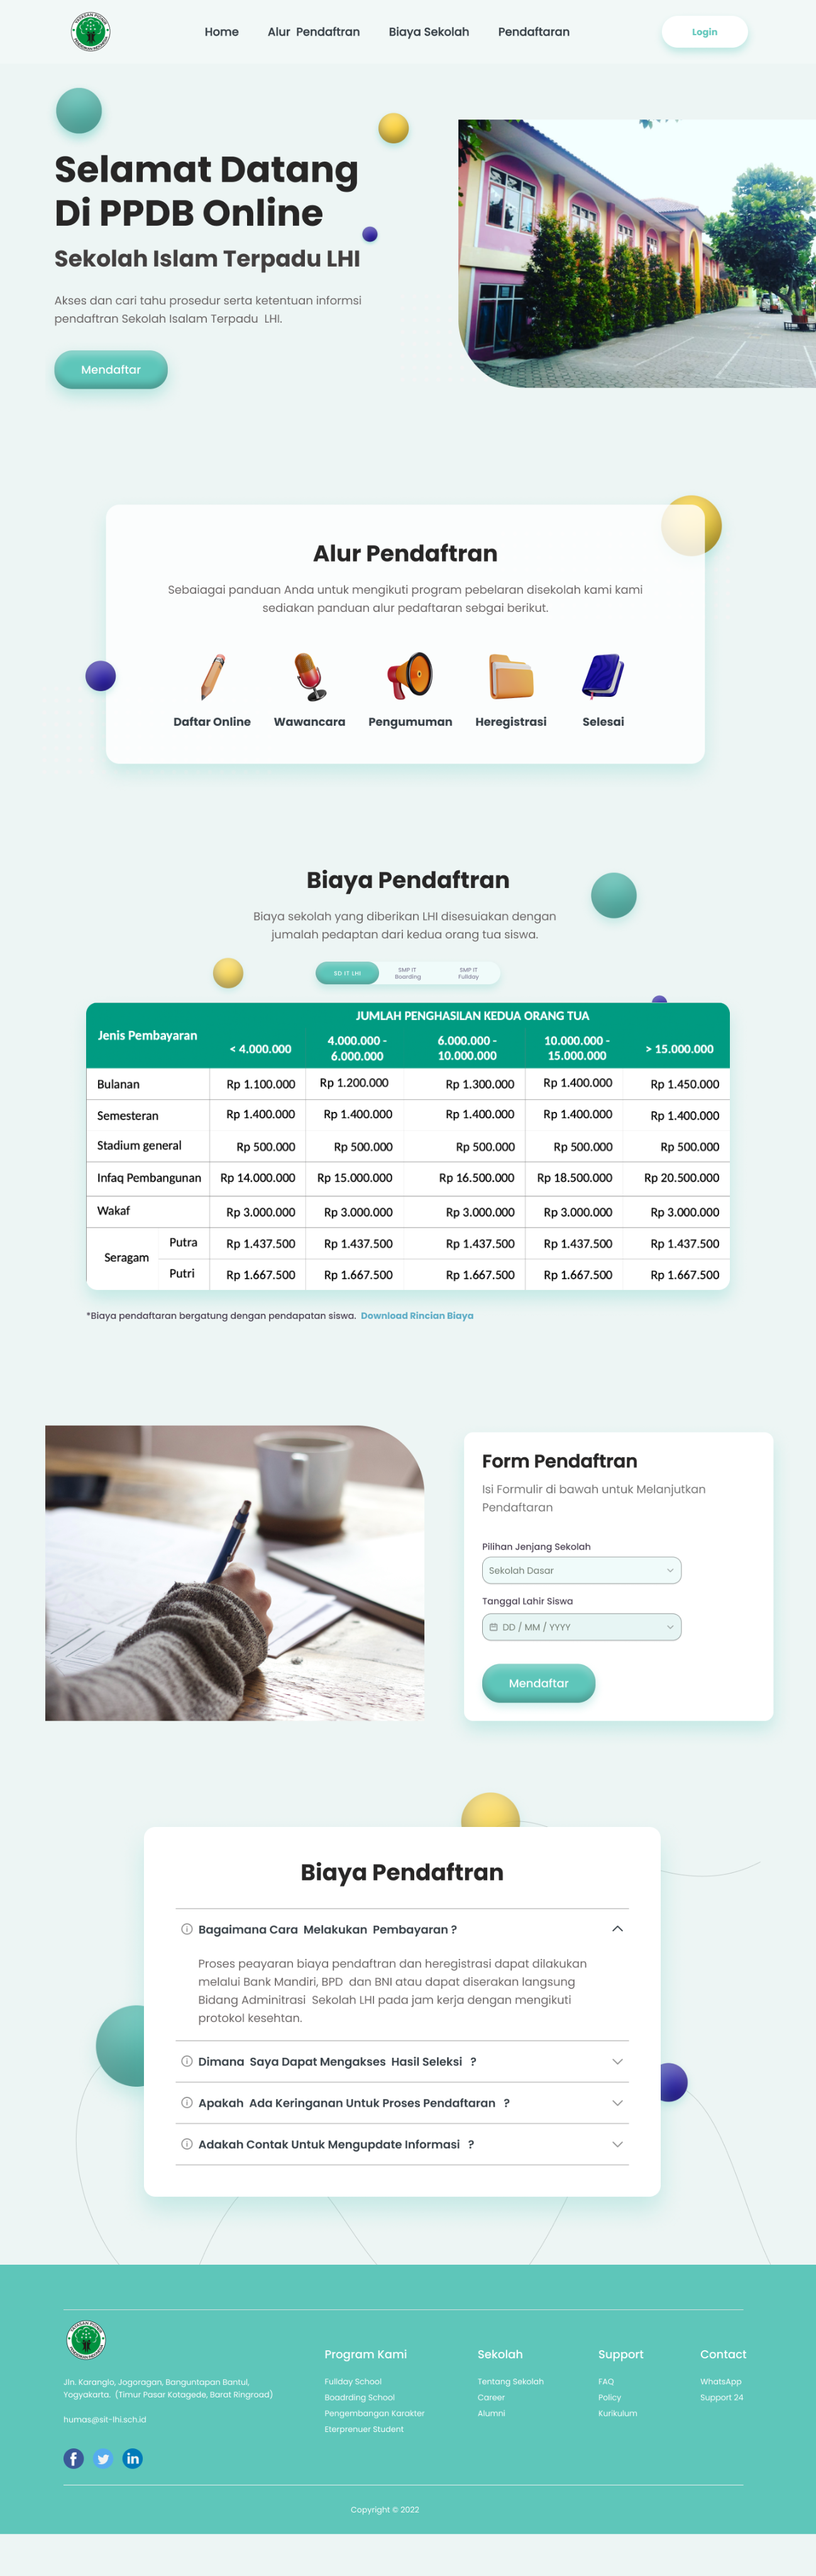 Home Alur Pendaftran Biaya Sekolah Pendaftaran Login
Selamat Datang
Di PPDB Online
Sekolah Islam Terpadu LHI
Akses dan cari tahu prosedur serta ketentuan informsi
pendaftran Sekolah Isalam Terpadu LHI.
Mendaftar
Alur Pendaftran
Sebaiagai panduan Anda untuk mengikuti program pebelaran disekolah kami kami
sediakan panduan alur pedaftaran sebgai berikut.
Daftar Online Wawancara Pengumuman Heregistrasi Selesai
Biaya Pendaftran
Biaya sekolah yang diberikan LHI disesuiakan dengan
jumalah pedaptan dari kedua orang tua siswa.
SD IT LHI
SMP IT
Boarding
SMP IT
Fullday
JUMLAH PENGHASILAN KEDUA ORANG TUA
Jenis Pembayaran
< 4.000.000
4.000.000 -
6.000.000
6.000.000 -
10.000.000
10.000.000 -
15.000.000
> 15.000.000
Bulanan Rp 1.100.000 Rp 1.200.000 Rp 1.300.000 Rp 1.400.000 Rp 1.450.000
Semesteran Rp 1.400.000 Rp 1.400.000 Rp 1.400.000 Rp 1.400.000 Rp 1.400.000
Stadium general Rp 500.000 Rp 500.000 Rp 500.000 Rp 500.000 Rp 500.000
Infaq Pembangunan Rp 14.000.000 Rp 15.000.000 Rp 16.500.000 Rp 18.500.000 Rp 20.500.000
Wakaf Rp 3.000.000 Rp 3.000.000 Rp 3.000.000 Rp 3.000.000 Rp 3.000.000
Seragam
Putra Rp 1.437.500 Rp 1.437.500 Rp 1.437.500 Rp 1.437.500 Rp 1.437.500
Putri Rp 1.667.500 Rp 1.667.500 Rp 1.667.500 Rp 1.667.500 Rp 1.667.500
*Biaya pendaftaran bergatung dengan pendapatan siswa. Download Rincian Biaya
Form Pendaftran
Isi Formulir di bawah untuk Melanjutkan
Pendaftaran
Pilihan Jenjang Sekolah
Sekolah Dasar
Tanggal Lahir Siswa
DD / MM / YYYY
Mendaftar
Biaya Pendaftran
Bagaimana Cara Melakukan Pembayaran ?
Proses peayaran biaya pendaftran dan heregistrasi dapat dilakukan
melalui Bank Mandiri, BPD dan BNI atau dapat diserakan langsung
Bidang Adminitrasi Sekolah LHI pada jam kerja dengan mengikuti
protokol kesehtan.
Dimana Saya Dapat Mengakses Hasil Seleksi ?
Apakah Ada Keringanan Untuk Proses Pendaftaran ?
Adakah Contak Untuk Mengupdate Informasi ?
Jln. Karanglo, Jogoragan, Banguntapan Bantul,
Yogyakarta. (Timur Pasar Kotagede, Barat Ringroad)
humas@sit-lhi.sch.id
Program Kami
Fullday School
Boadrding School
Pengembangan Karakter
Eterprenuer Student
Sekolah
Tentang Sekolah
Career
Alumni
Support
FAQ
Policy
Kurikulum
Contact
WhatsApp
Support 24
Copyright © 2022